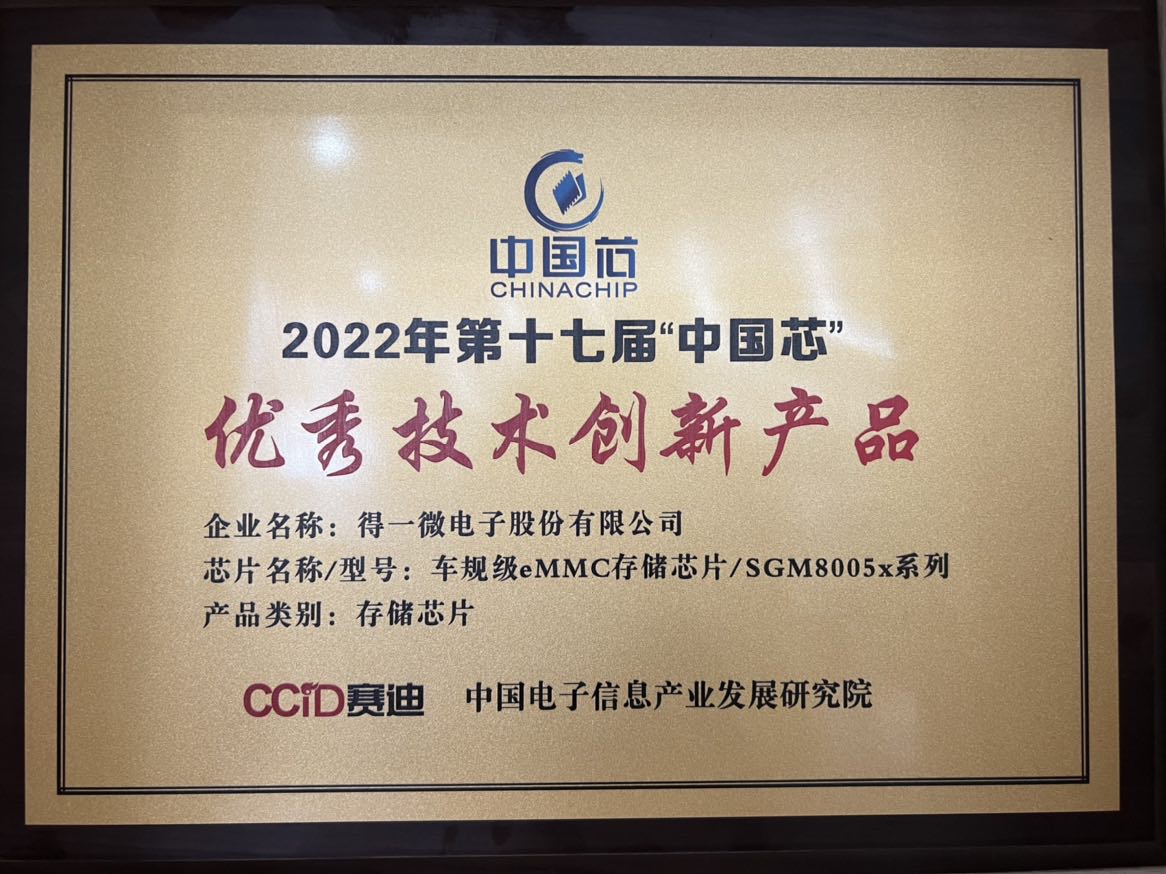 中国芯
CHINACHIP
2022年第十七届“中国芯”
优秀技术创新产品
企业名称：得一微电子股份有限公司
芯片名称/型号：车规级eMMC存储芯片/SGM8005x系列
产品类别：存储芯片
CCID赛迪 中国电子信息产业发展研究院